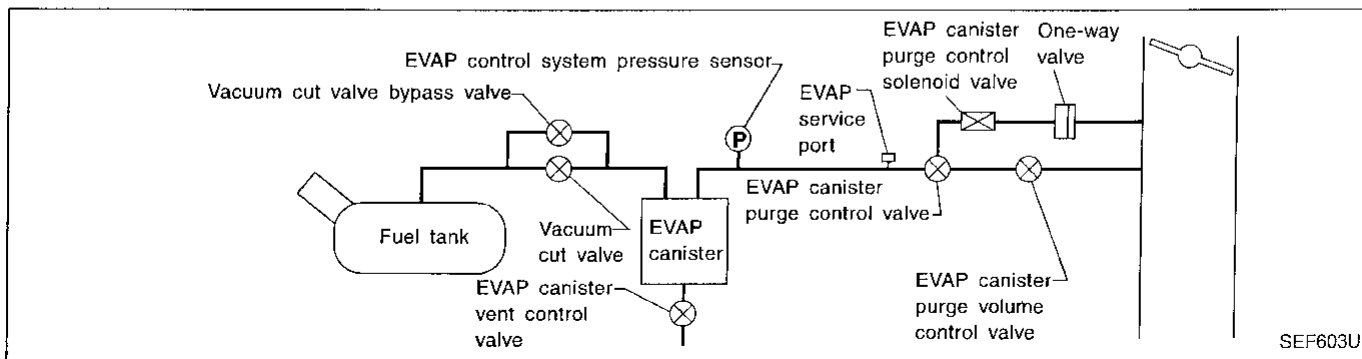 EVAP canister
purge control
solenoid valve
One-way
valve
EVAP control system pressure sensor
Vacuum cut valve bypass valve
EVAP
service
port
P
EVAP canister
purge control valve
Fuel tank
Vacuum
cut valve
EVAP
canister
EVAP canister
vent control
valve
EVAP canister
purge volume
control valve
SEF603U